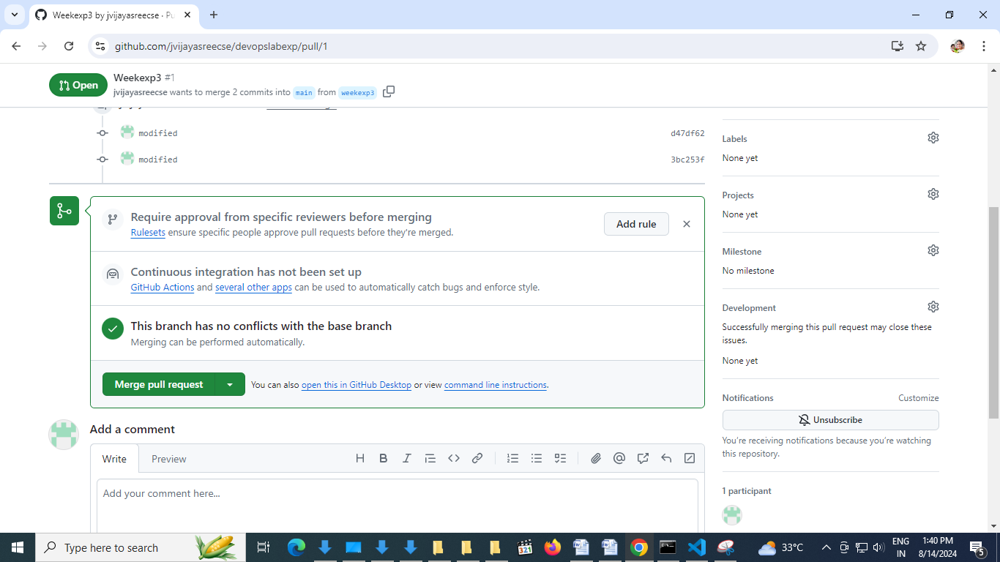 Weekexp3 by jvijayasreecse · Pu
github.com/jvijayasreecse/devopslabexp/pull/1
Open
Weekexp3 #1
jvijayasreecse wants to merge 2 commits into main from weekexp3
modified
d47df62
modified
3bc253f
Require approval from specific reviewers before merging
Rulesets ensure specific people approve pull requests before they're merged.
Add rule
Continuous integration has not been set up
GitHub Actions and several other apps can be used to automatically catch bugs and enforce style.
This branch has no conflicts with the base branch
Merging can be performed automatically.
Merge pull request
You can also open this in GitHub Desktop or view command line instructions.
Add a comment
Write
Preview
Add your comment here...
Labels
None yet
Projects
None yet
Milestone
No milestone
Development
Successfully merging this pull request may close these
issues.
None yet
Notifications
Customize
Unsubscribe
You're receiving notifications because you're watching
this repository.
1 participant
Type here to search
321
33°C
ENG
IN
1:40 PM
8/14/2024
5